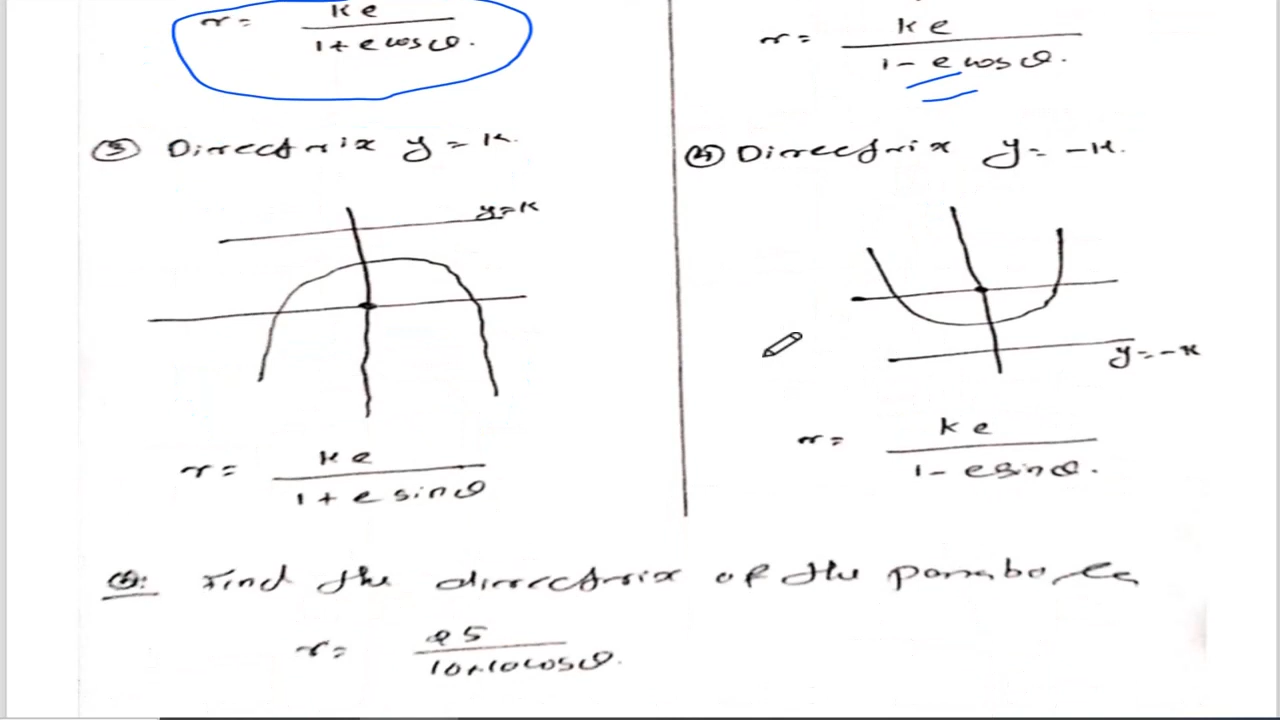 r = ke / 1 + e cos θ.
r = ke / 1 - e cos θ.
③ Directrix y = k.
y = k
r = ke / 1 + e sin θ
④ Directrix y = -k.
y = -k
r = ke / 1 - e sin θ.
Q: Find the directrix of the parabola
r = 25 / 10+10 cos θ.